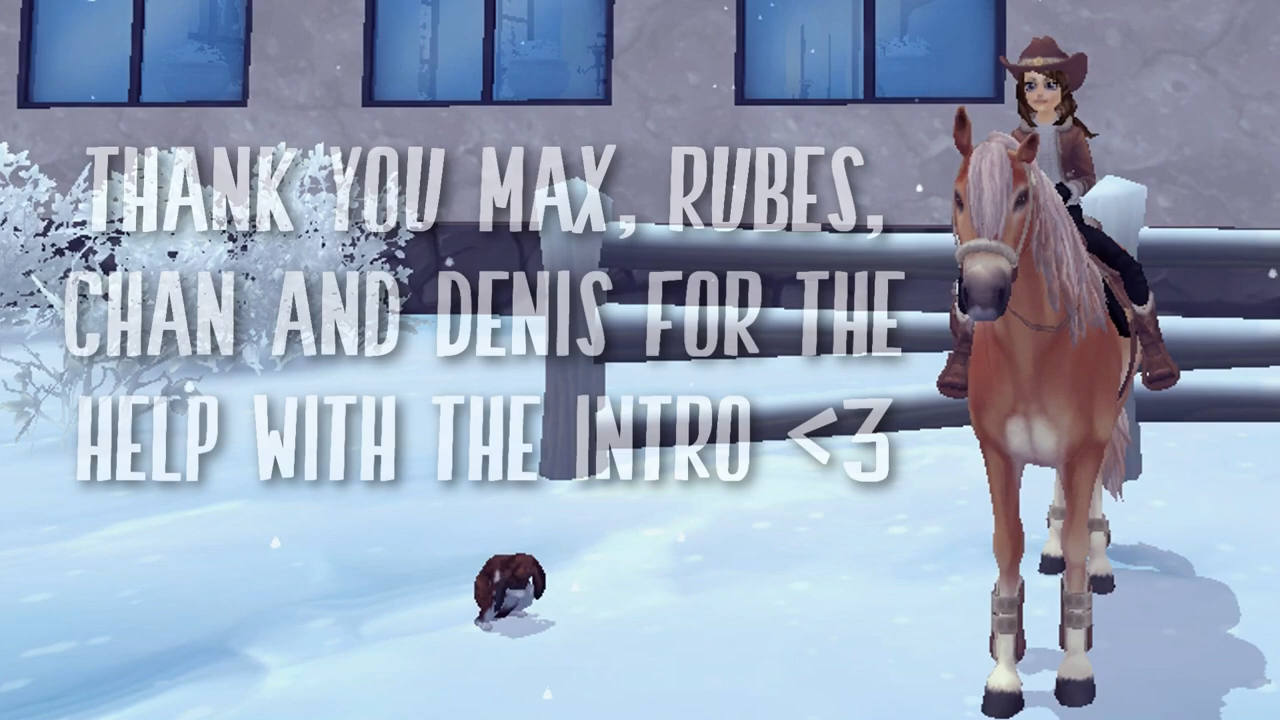 THANK YOU MAX, RUBES,
CHAN AND DENIS FOR THE
HELP WITH THE INTRO <3